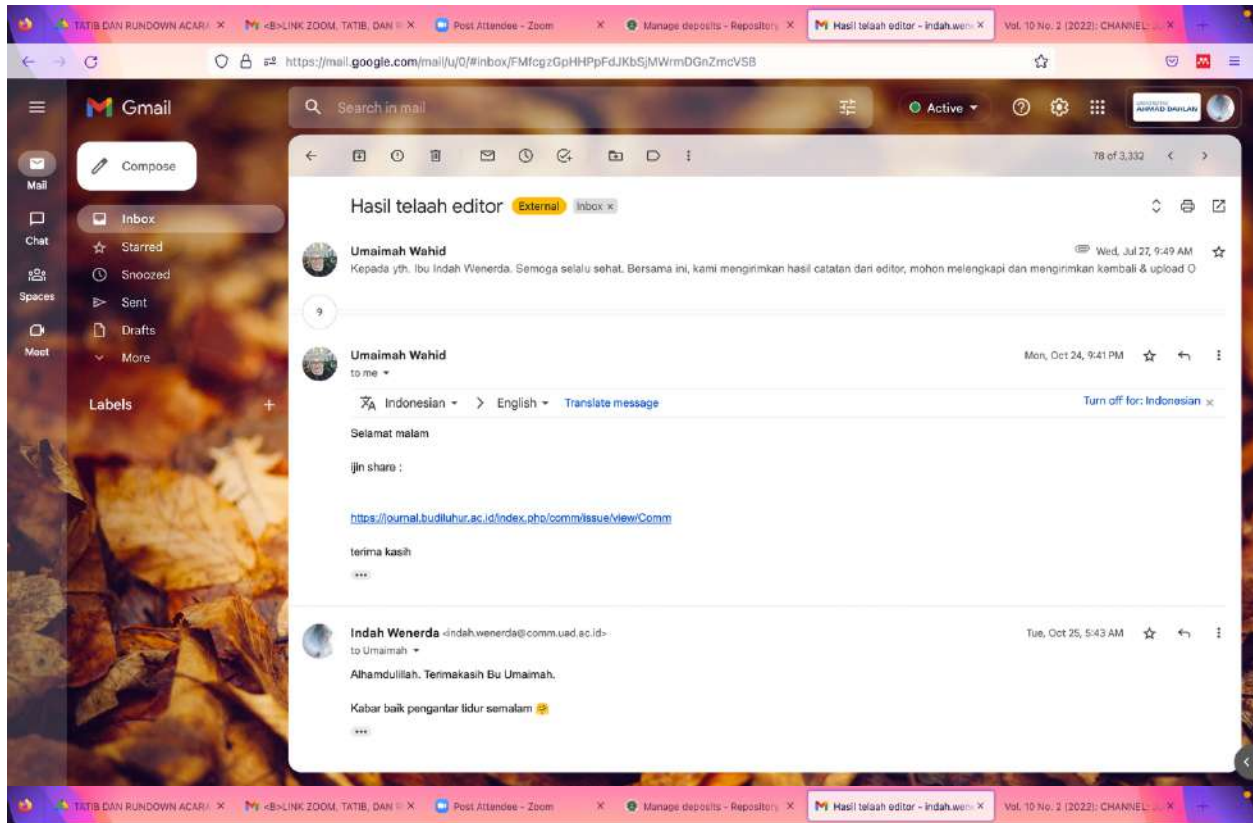 TATIB DAN RUNDOWN ACARA
<B>LINK ZOOM, TATIB, DAN
Post Attendee - Zoom
Manage deposits - Repository
Hasil telaah editor - indah.wene
Vol. 10 No. 2 (2022): CHANNEL:
https://mail.google.com/mail/u/0/#inbox/FMfcgzGpHHPpFdJKbSjMWrmDGnZmcVSB
Gmail
Search in mail
Active
AHMAD DAHLAN
Compose
78 of 3,332
Mail
Chat
Spaces
Meet
Inbox
Starred
Snoozed
Sent
Drafts
More
Labels
Hasil telaah editor External Inbox x
Umaimah Wahid Wed, Jul 27, 9:49 AM
Kepada yth. Ibu Indah Wenerda. Semoga selalu sehat. Bersama ini, kami mengirimkan hasil catatan dari editor, mohon melengkapi dan mengirimkan kembali & upload O
9
Umaimah Wahid Mon, Oct 24, 9:41 PM
to me
Indonesian > English Translate message Turn off for: Indonesian x
Selamat malam
ijin share ;
https://journal.budiluhur.ac.id/index.php/comm/issue/view/Comm
terima kasih
Indah Wenerda <indah.wenerda@comm.uad.ac.id> Tue, Oct 25, 5:43 AM
to Umaimah
Alhamdulillah. Terimakasih Bu Umaimah.
Kabar baik pengantar tidur semalam 🤗
TATIB DAN RUNDOWN ACARA
<B>LINK ZOOM, TATIB, DAN
Post Attendee - Zoom
Manage deposits - Repository
Hasil telaah editor - indah.wene
Vol. 10 No. 2 (2022): CHANNEL: